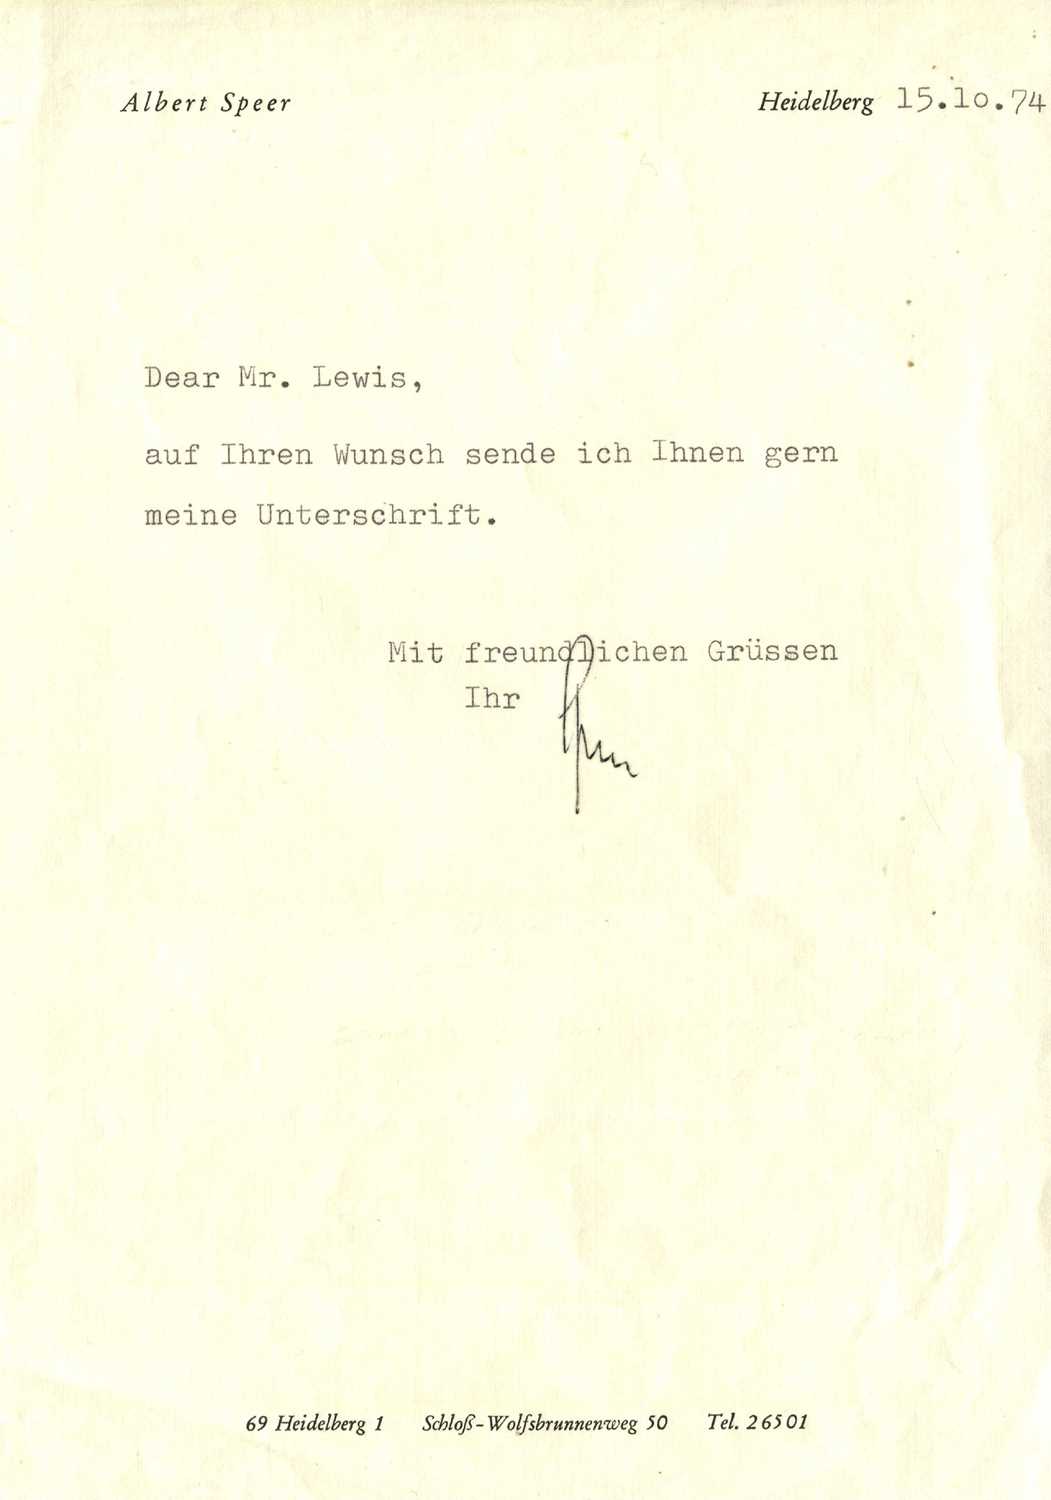 Albert Speer
Heidelberg 15.10.74
Dear Mr. Lewis,
auf Ihren Wunsch sende ich Ihnen gern
meine Unterschrift.
Mit freundlichen Grüssen
Ihr Speer
69 Heidelberg 1 Schloß-Wolfsbrunnenweg 50 Tel. 26501